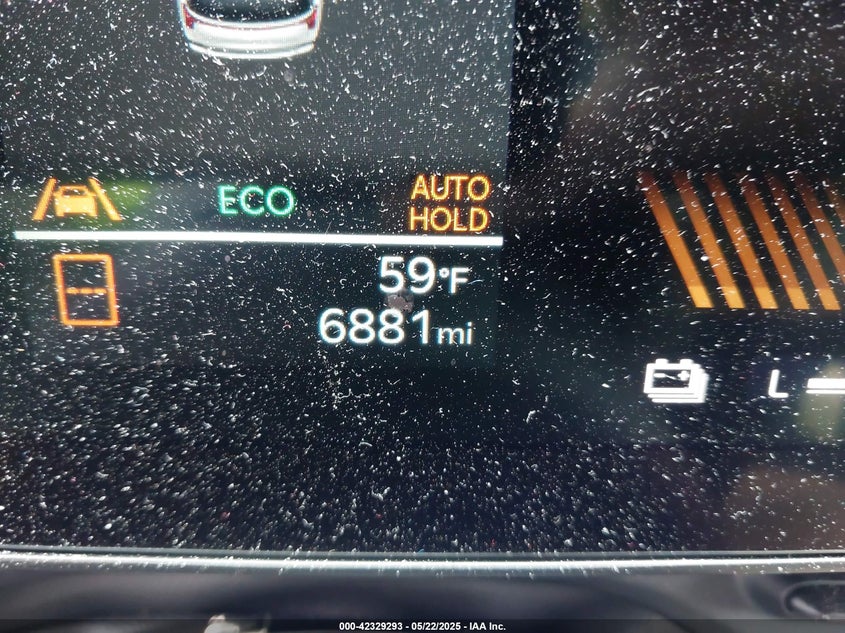 ECO
AUTO
HOLD
59°F
6881mi
L
000-42329293 - 05/22/2025 - IAA Inc.